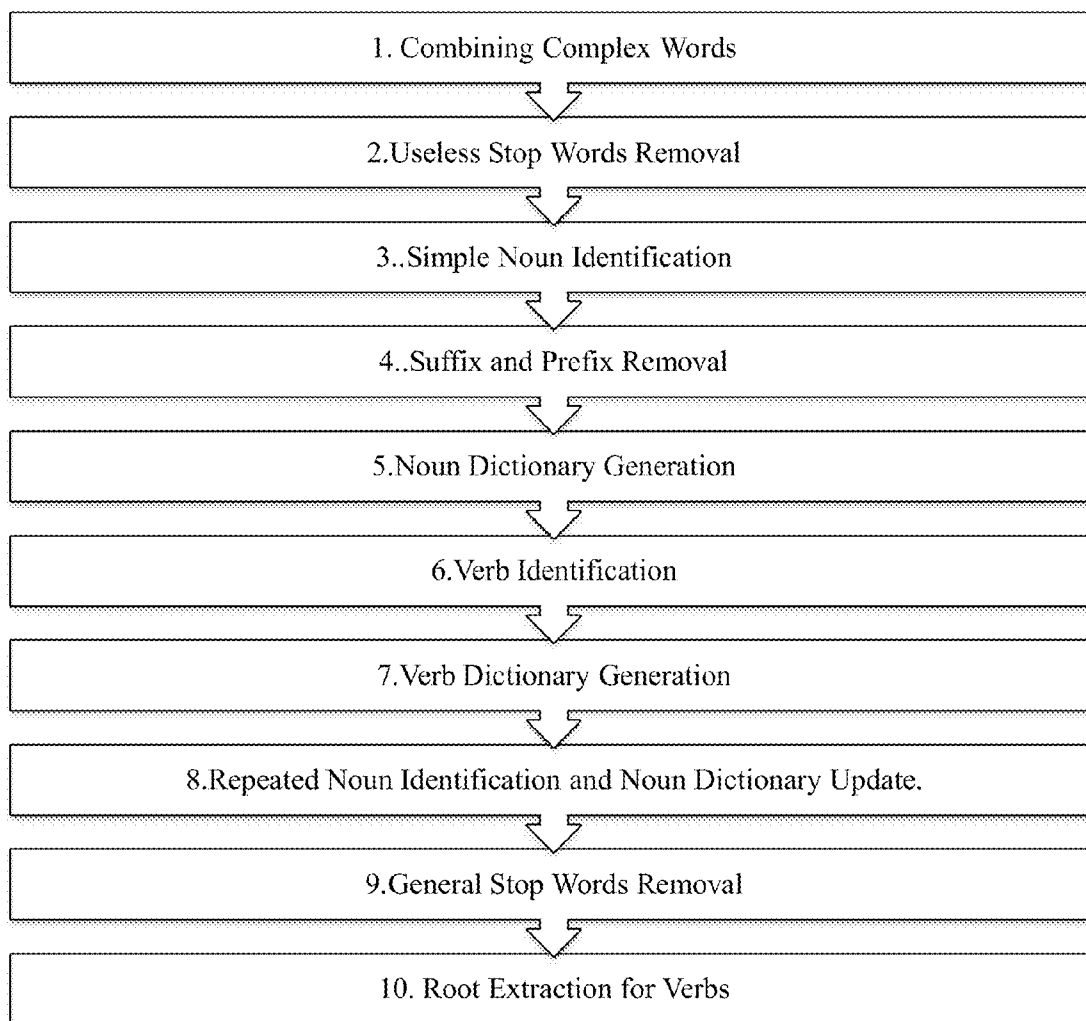 1. Combining Complex Words
2.Useless Stop Words Removal
3..Simple Noun Identification
4..Suffix and Prefix Removal
5.Noun Dictionary Generation
6.Verb Identification
7.Verb Dictionary Generation
8.Repeated Noun Identification and Noun Dictionary Update.
9.General Stop Words Removal
10. Root Extraction for Verbs